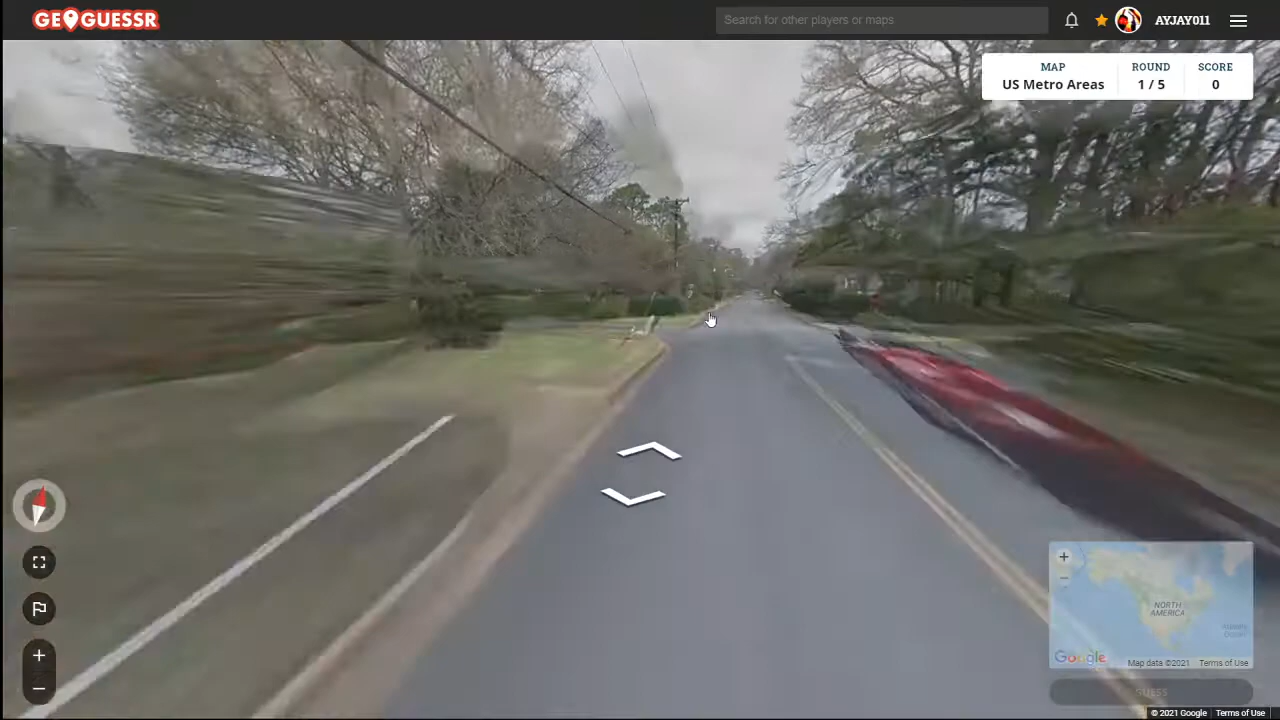 GEOGUESSR
Search for other players or maps
AYJAY011
MAP ROUND SCORE
US Metro Areas 1 / 5 0
NORTH
AMERICA
Google
Map data ©2021 Terms of Use
GUESS
© 2021 Google Terms of Use